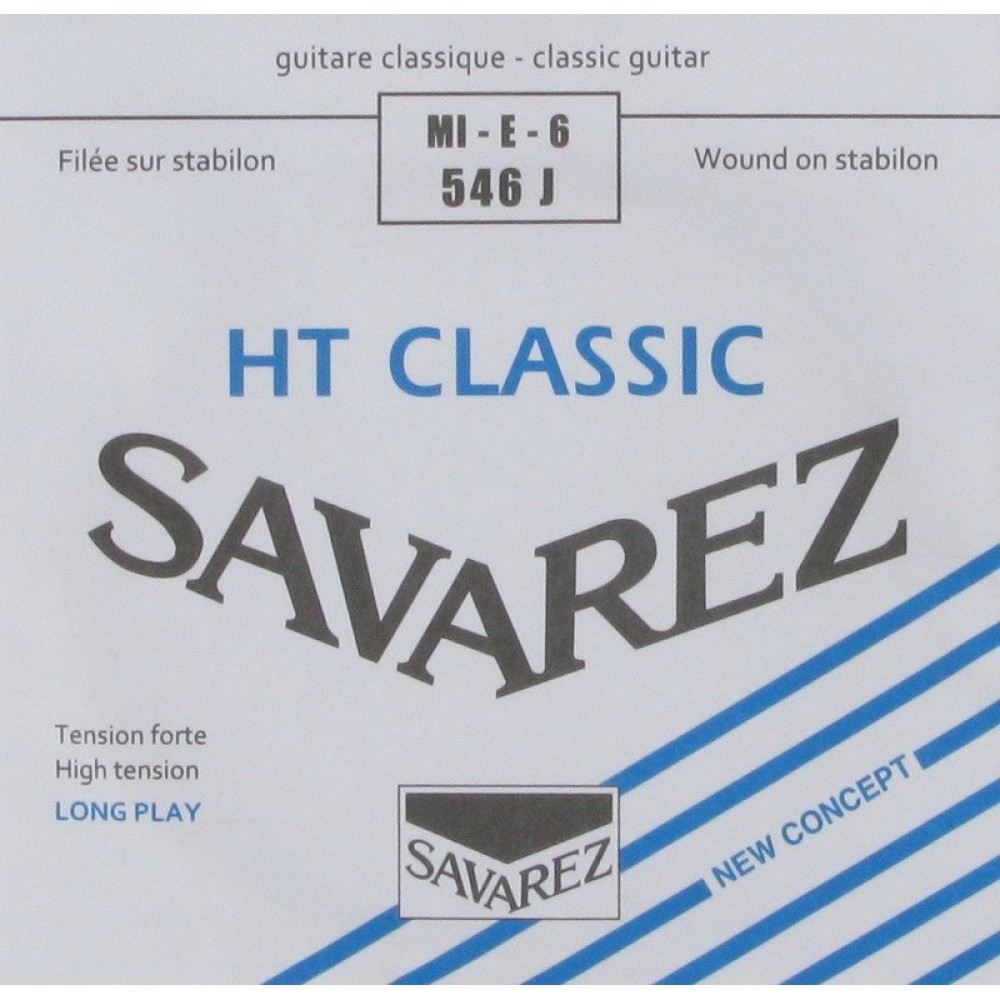 guitare classique - classic guitar
MI - E - 6
546 J
Filée sur stabilon
Wound on stabilon
HT CLASSIC
SAVAREZ
Tension forte
High tension
LONG PLAY
NEW CONCEPT
SAVAREZ